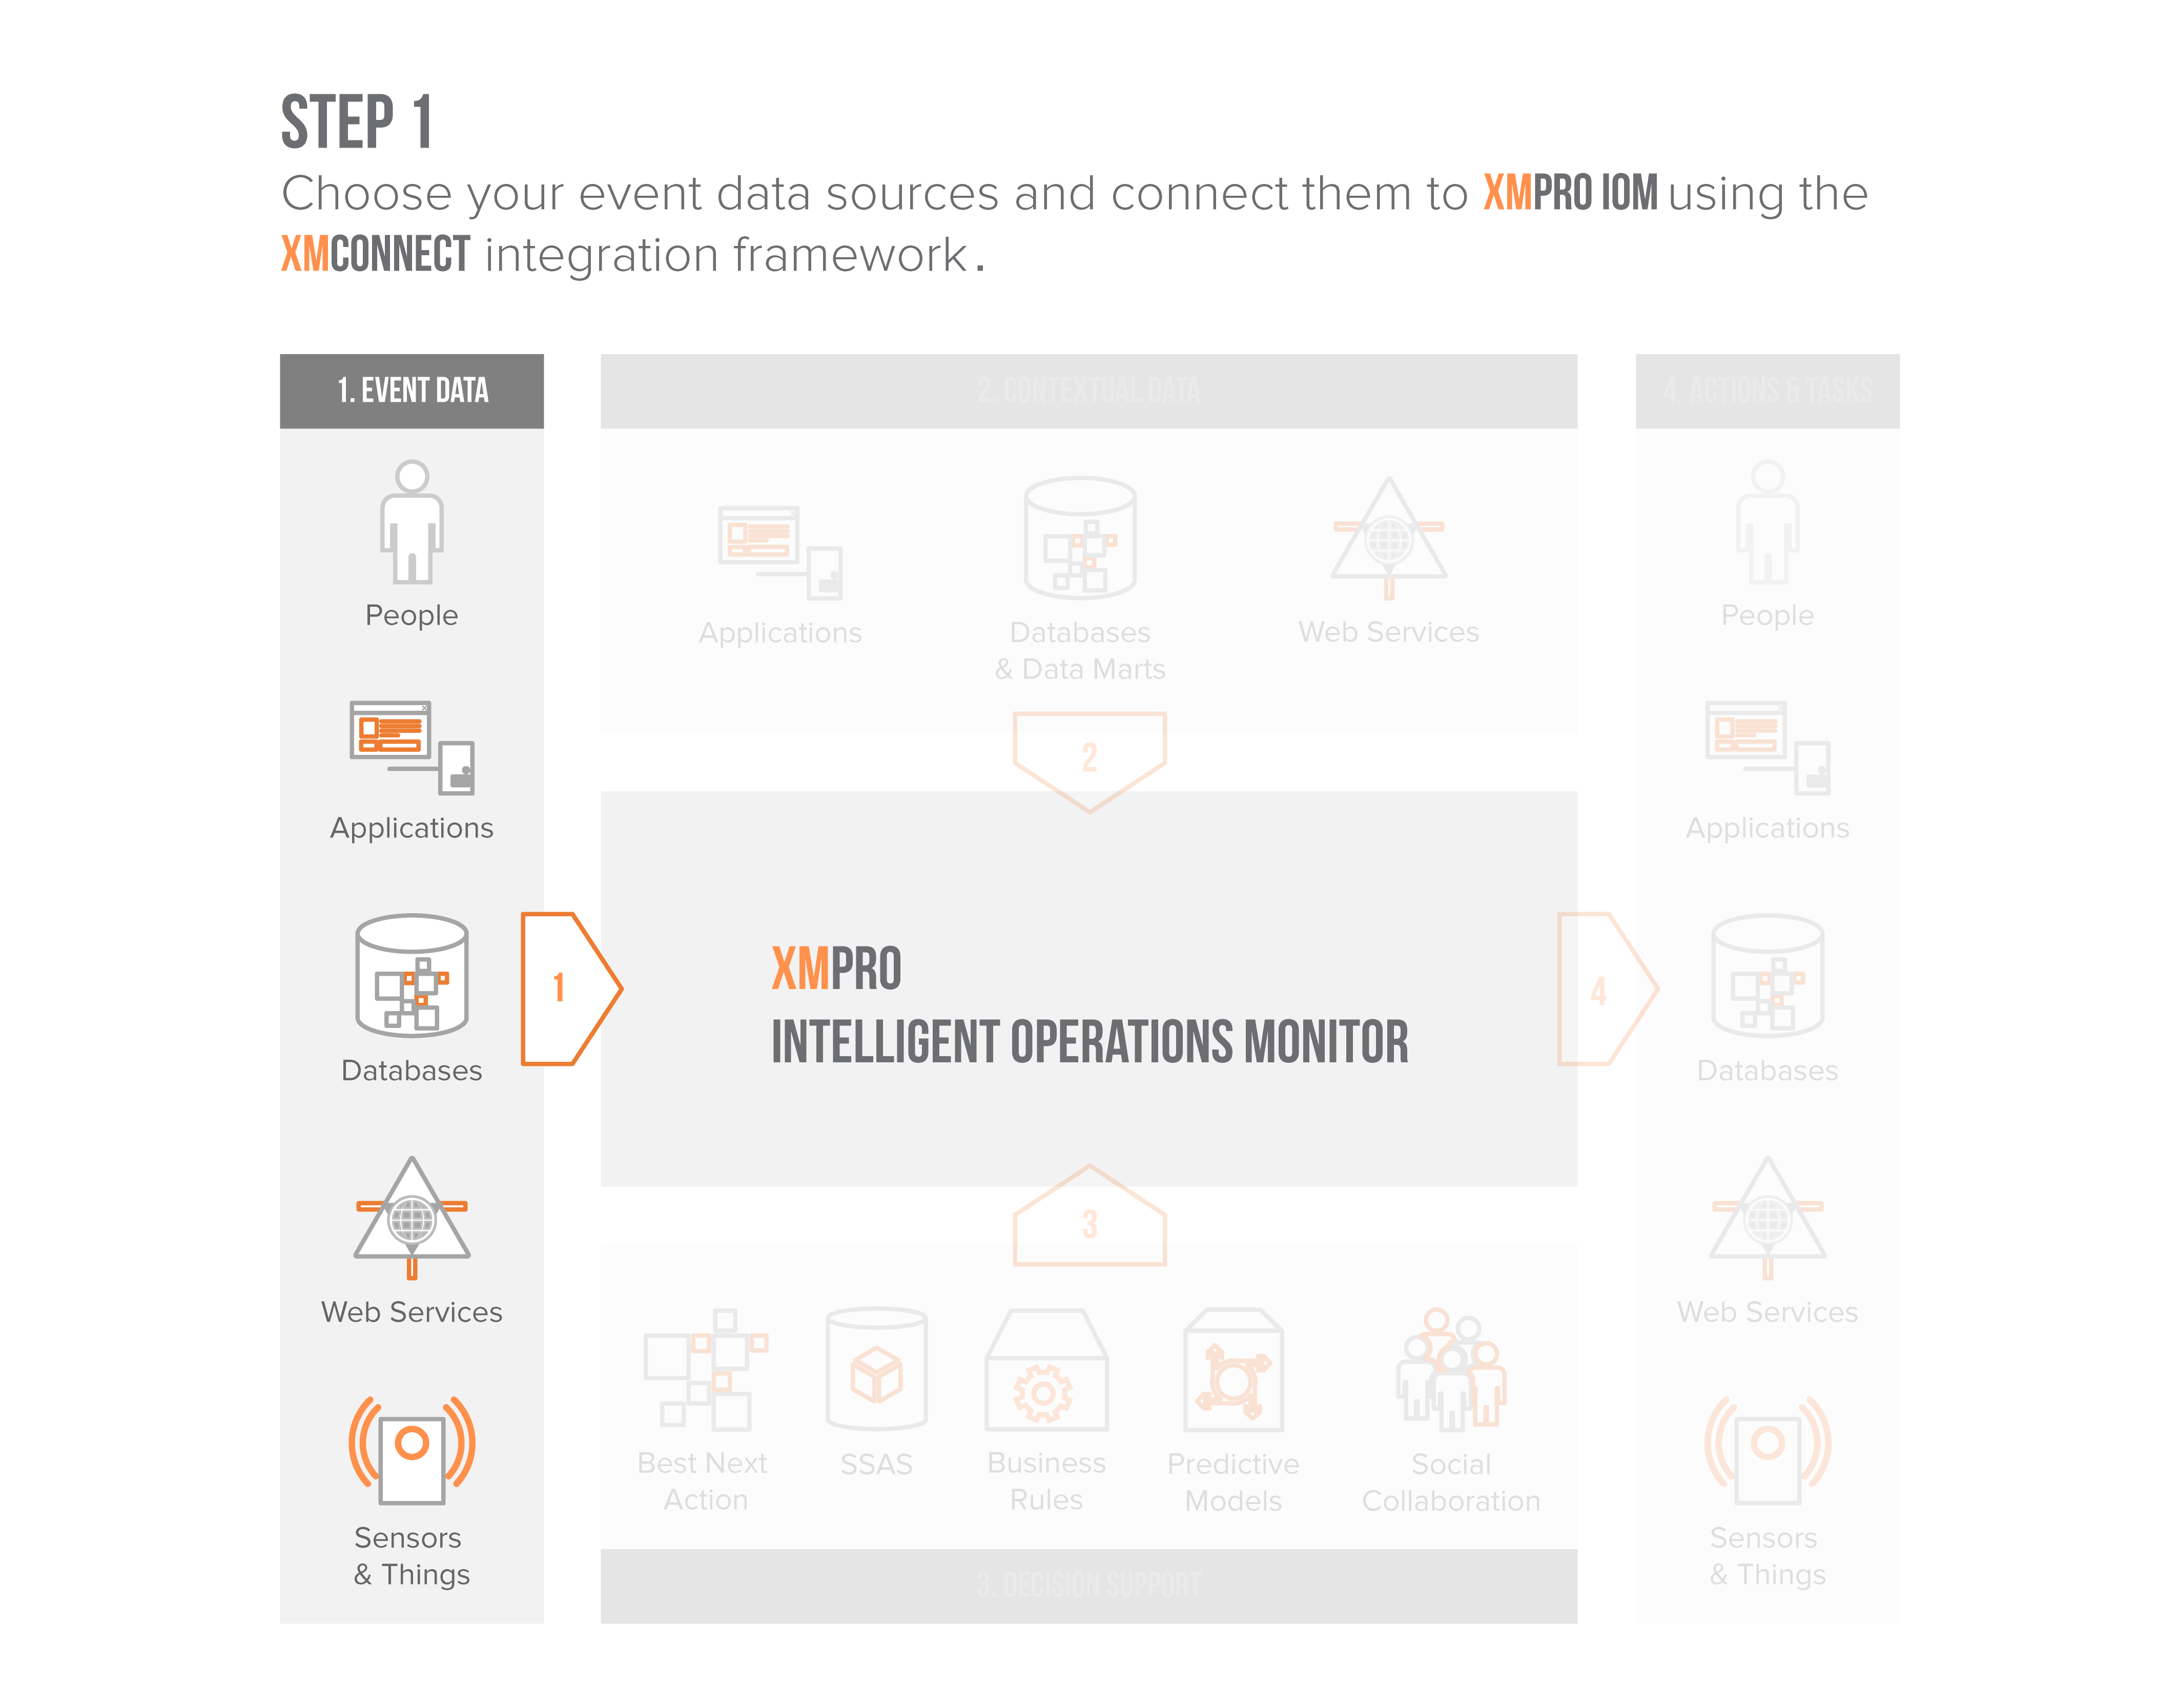 STEP 1
Choose your event data sources and connect them to XMPRO IOM using the
XMCONNECT integration framework.
1. EVENT DATA
People
Applications
Databases
Web Services
Sensors
& Things
1
2. CONTEXTUAL DATA
Applications
Databases
& Data Marts
Web Services
2
XMPRO
INTELLIGENT OPERATIONS MONITOR
3
Best Next
Action
SSAS
Business
Rules
Predictive
Models
Social
Collaboration
3. DECISION SUPPORT
4
4. ACTIONS & TASKS
People
Applications
Databases
Web Services
Sensors
& Things